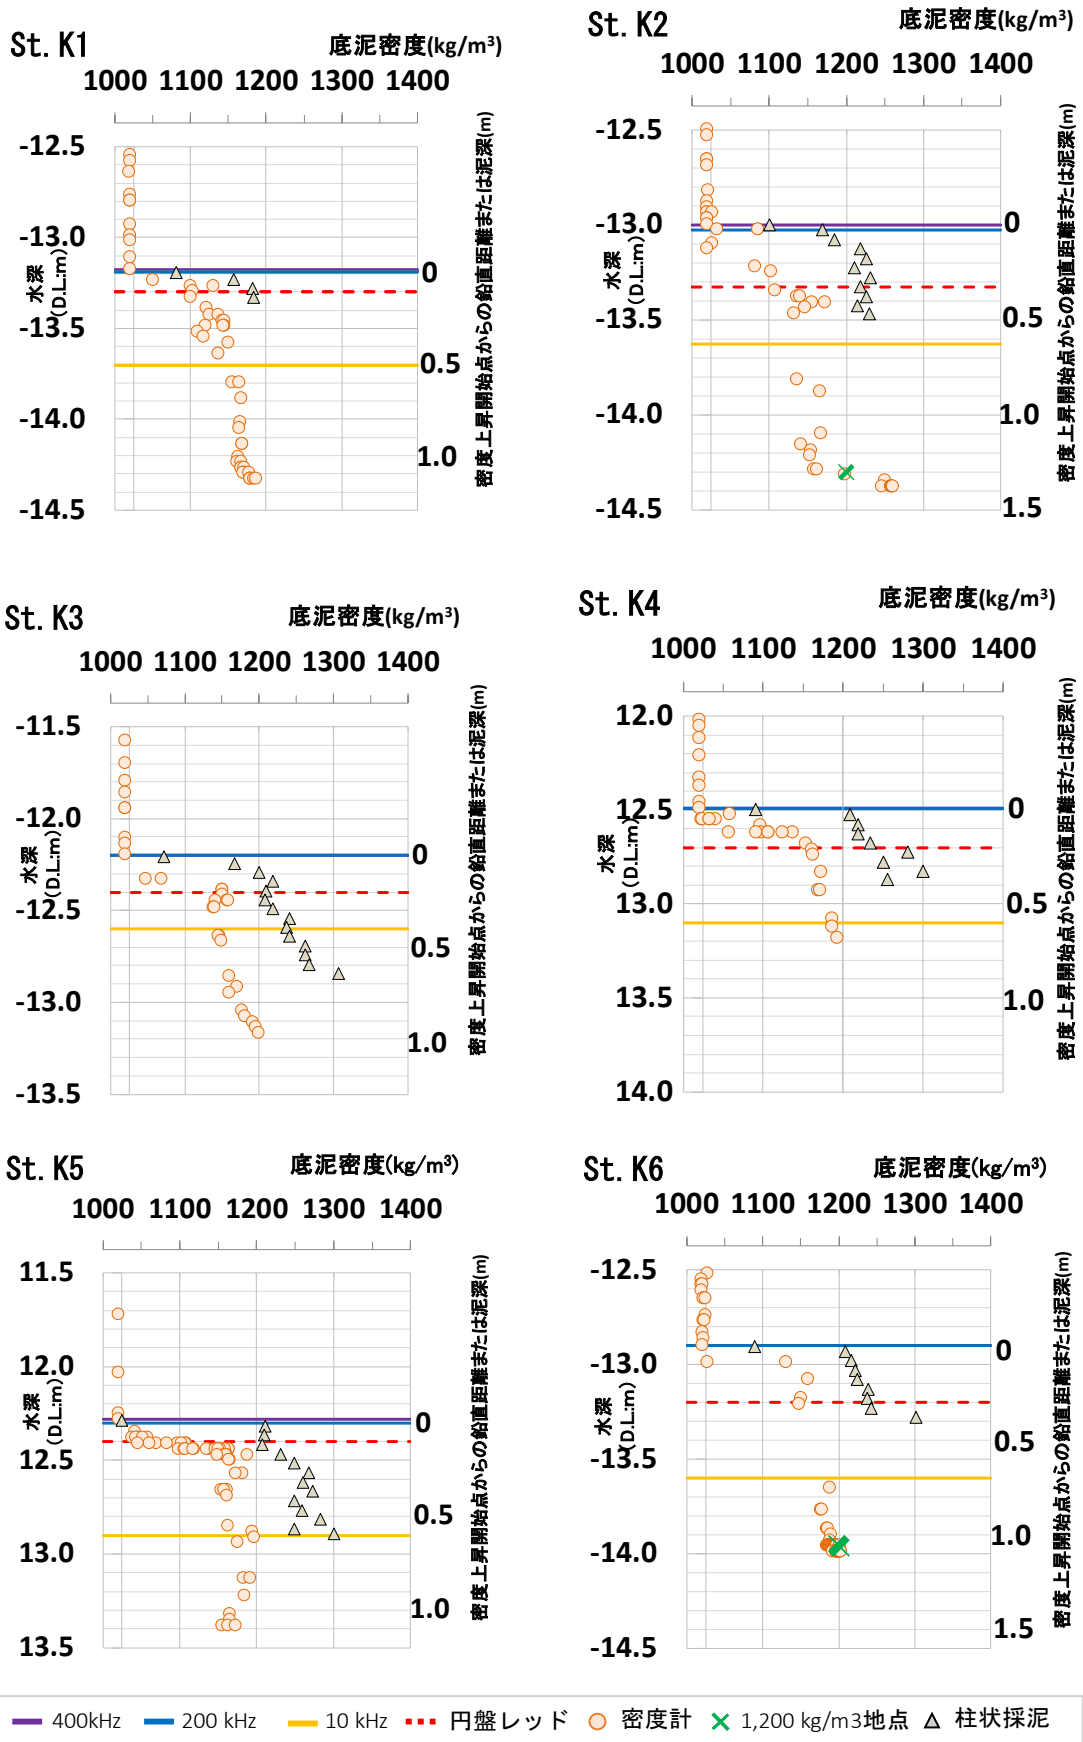 St. K1
底泥密度(kg/m³)
1000 1100 1200 1300 1400
-12.5
-13.0
-13.5
-14.0
-14.5
水深
(D.L:m)
0
0.5
1.0
密度上昇開始点からの鉛直距離または泥深(m)
St. K2
底泥密度(kg/m³)
1000 1100 1200 1300 1400
-12.5
-13.0
-13.5
-14.0
-14.5
水深
(D.L:m)
0
0.5
1.0
1.5
密度上昇開始点からの鉛直距離または泥深(m)
St. K3
底泥密度(kg/m³)
1000 1100 1200 1300 1400
-11.5
-12.0
-12.5
-13.0
-13.5
水深
(D.L:m)
0
0.5
1.0
密度上昇開始点からの鉛直距離または泥深(m)
St. K4
底泥密度(kg/m³)
1000 1100 1200 1300 1400
12.0
12.5
13.0
13.5
14.0
水深
(D.L:m)
0
0.5
1.0
密度上昇開始点からの鉛直距離または泥深(m)
St. K5
底泥密度(kg/m³)
1000 1100 1200 1300 1400
11.5
12.0
12.5
13.0
13.5
水深
(D.L:m)
0
0.5
1.0
密度上昇開始点からの鉛直距離または泥深(m)
St. K6
底泥密度(kg/m³)
1000 1100 1200 1300 1400
-12.5
-13.0
-13.5
-14.0
-14.5
水深
(D.L:m)
0
0.5
1.0
1.5
密度上昇開始点からの鉛直距離または泥深(m)
400kHz 200 kHz 10 kHz 円盤レッド 密度計 1,200 kg/m3地点 柱状採泥